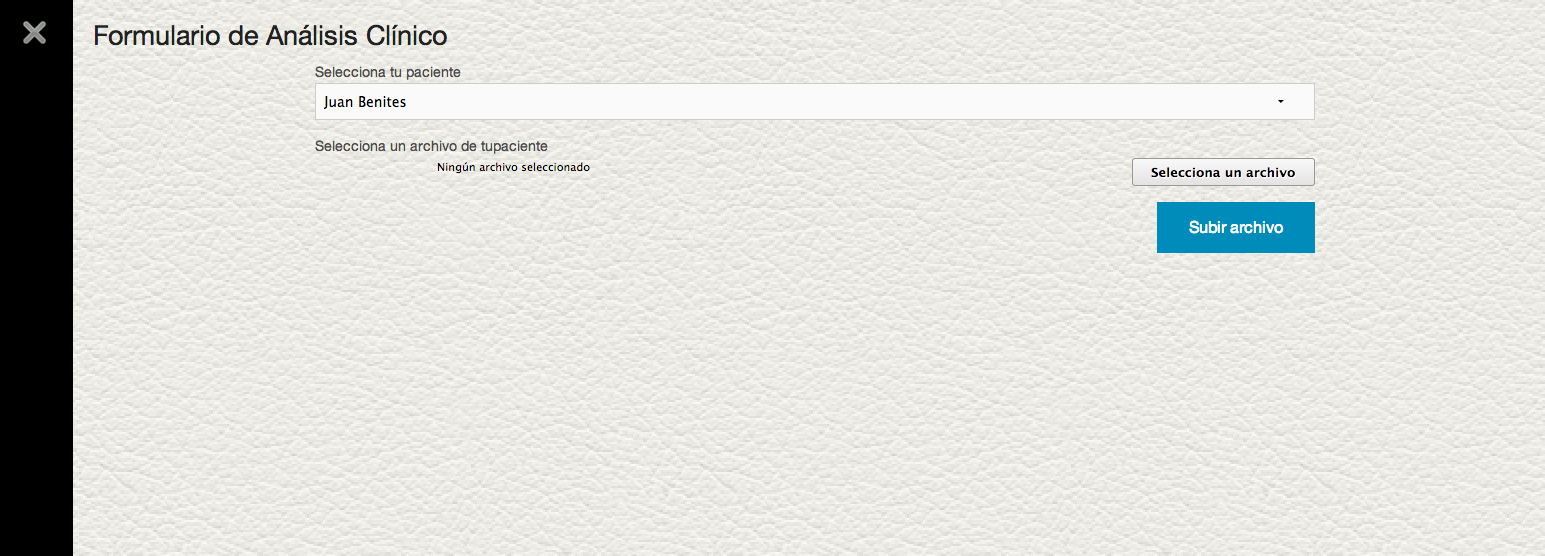 Formulario de Análisis Clínico
Selecciona tu paciente
Juan Benites
Selecciona un archivo de tupaciente
Ningún archivo seleccionado
Selecciona un archivo
Subir archivo